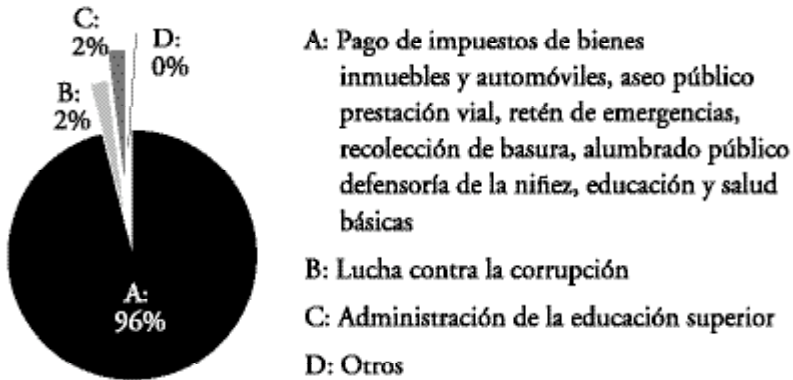 C:
2%
D:
0%
B:
2%
A:
96%
A: Pago de impuestos de bienes
inmuebles y automóviles, aseo público
prestación vial, retén de emergencias,
recolección de basura, alumbrado público
defensoría de la niñez, educación y salud
básicas
B: Lucha contra la corrupción
C: Administración de la educación superior
D: Otros